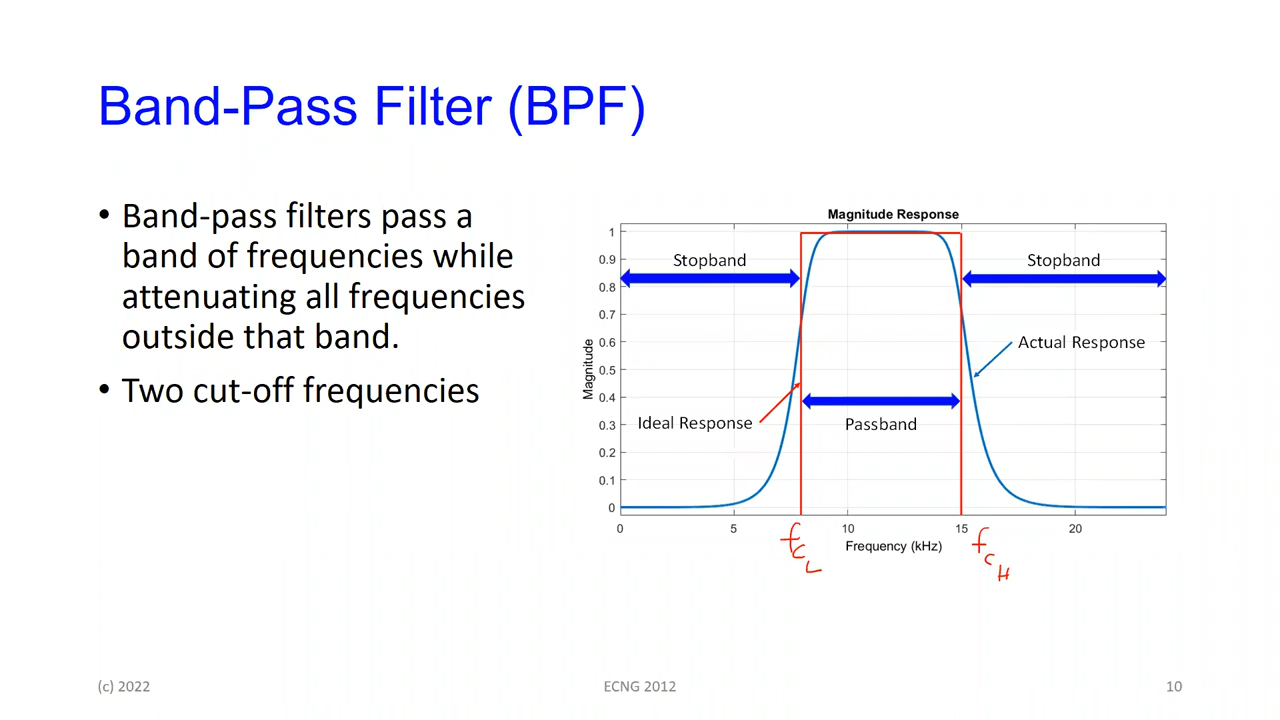 Band-Pass Filter (BPF)
• Band-pass filters pass a
band of frequencies while
attenuating all frequencies
outside that band.
• Two cut-off frequencies
Magnitude Response
Magnitude
1
0.9
0.8
0.7
0.6
0.5
0.4
0.3
0.2
0.1
0
Stopband
Stopband
Actual Response
Ideal Response
Passband
0 5 10 15 20
Frequency (kHz)
fCL
fCH
(c) 2022
ECNG 2012
10